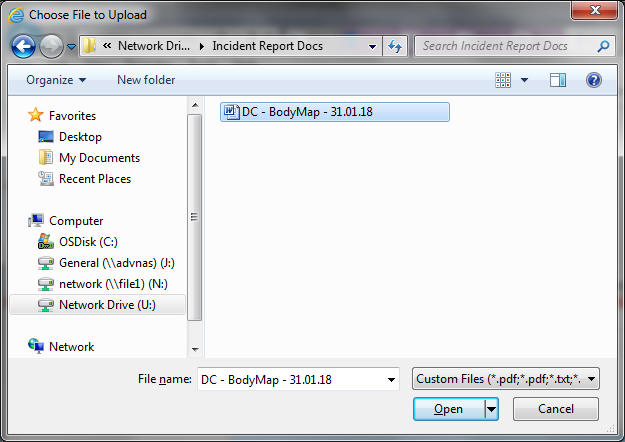 Choose File to Upload
« Network Dri... ▸ Incident Report Docs
Search Incident Report Docs
Organize
New folder
Favorites
Desktop
My Documents
Recent Places
Computer
OSDisk (C:)
General (\\advnas) (J:)
network (\\file1) (N:)
Network Drive (U:)
Network
DC - BodyMap - 31.01.18
File name: DC - BodyMap - 31.01.18
Custom Files (*.pdf;*.pdf;*.txt;*.
Open
Cancel